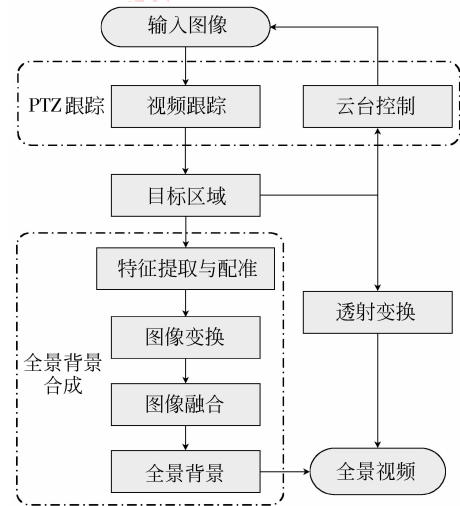 输入图像
PTZ跟踪
视频跟踪
云台控制
目标区域
特征提取与配准
图像变换
透射变换
全景背景
合成
图像融合
全景背景
全景视频